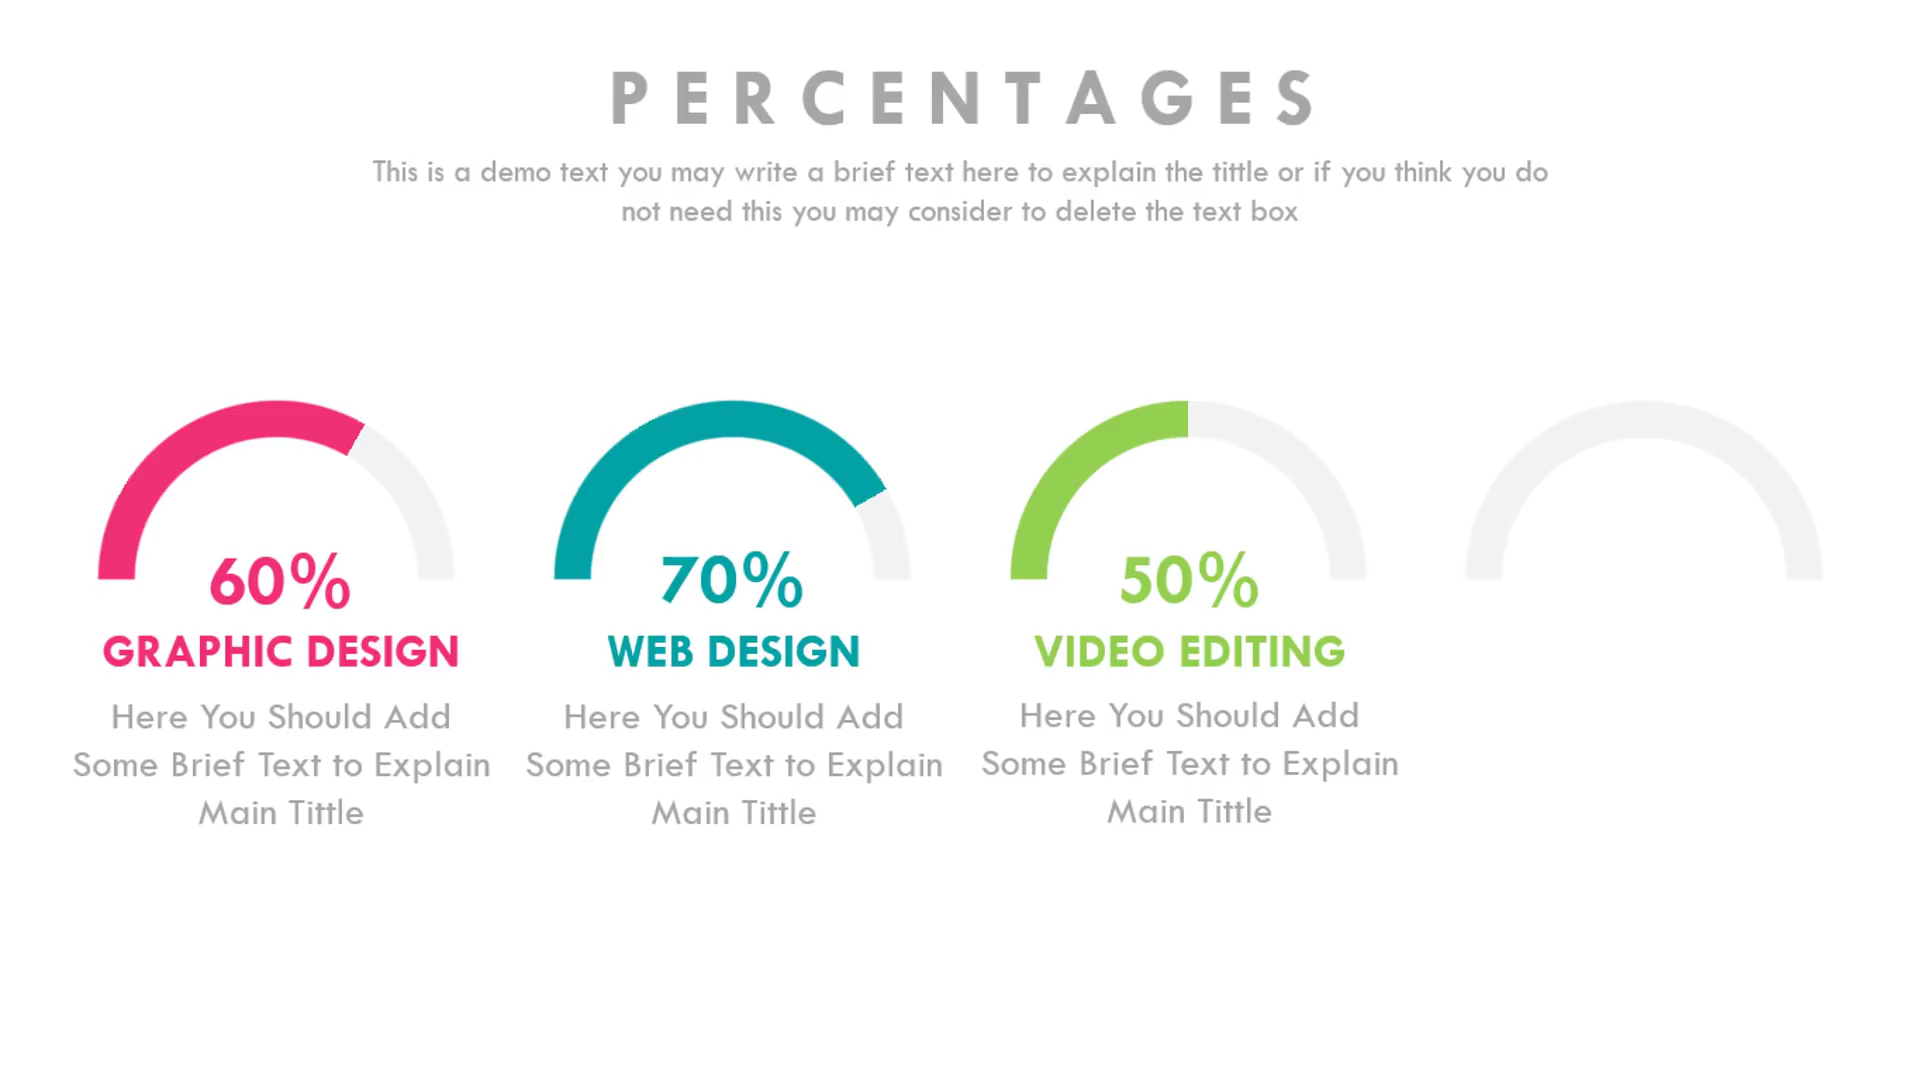 PERCENTAGES
This is a demo text you may write a brief text here to explain the tittle or if you think you do
not need this you may consider to delete the text box
60%
GRAPHIC DESIGN
Here You Should Add
Some Brief Text to Explain
Main Tittle
70%
WEB DESIGN
Here You Should Add
Some Brief Text to Explain
Main Tittle
50%
VIDEO EDITING
Here You Should Add
Some Brief Text to Explain
Main Tittle